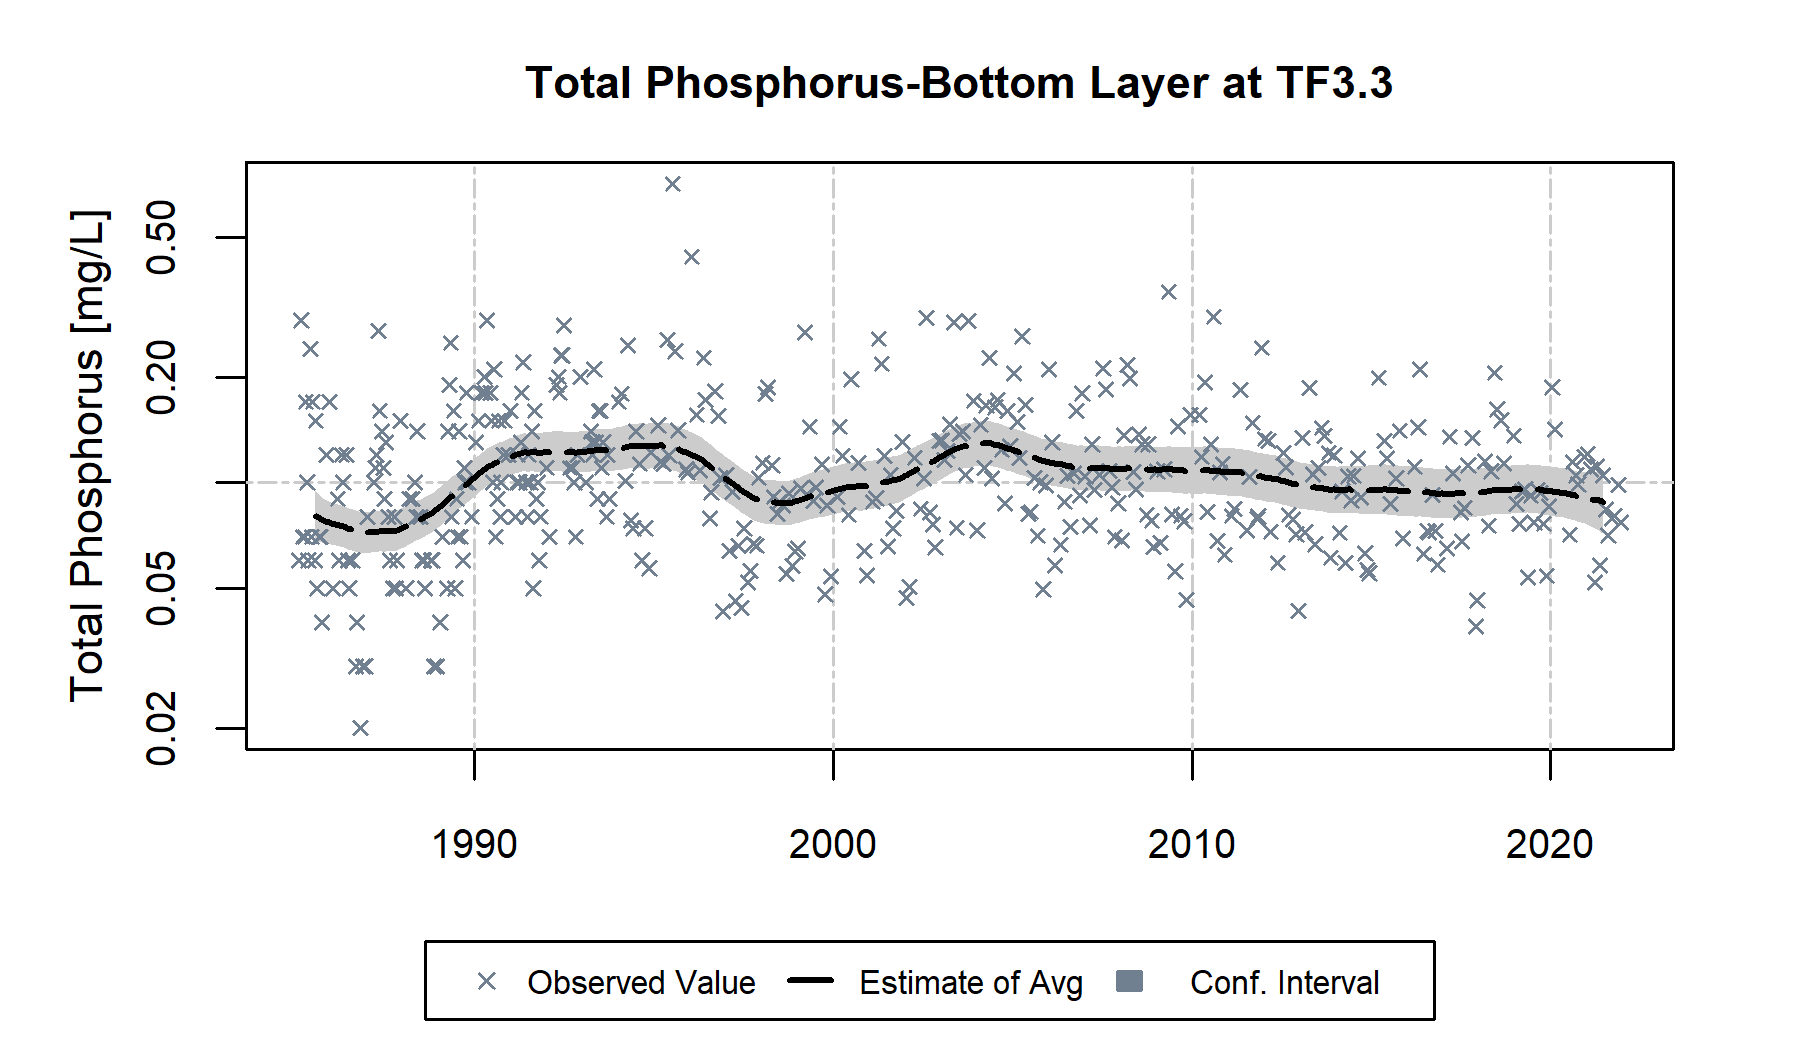 Total Phosphorus-Bottom Layer at TF3.3
Total Phosphorus [mg/L]
0.50
0.20
0.05
0.02
1990 2000 2010 2020
Observed Value Estimate of Avg Conf. Interval